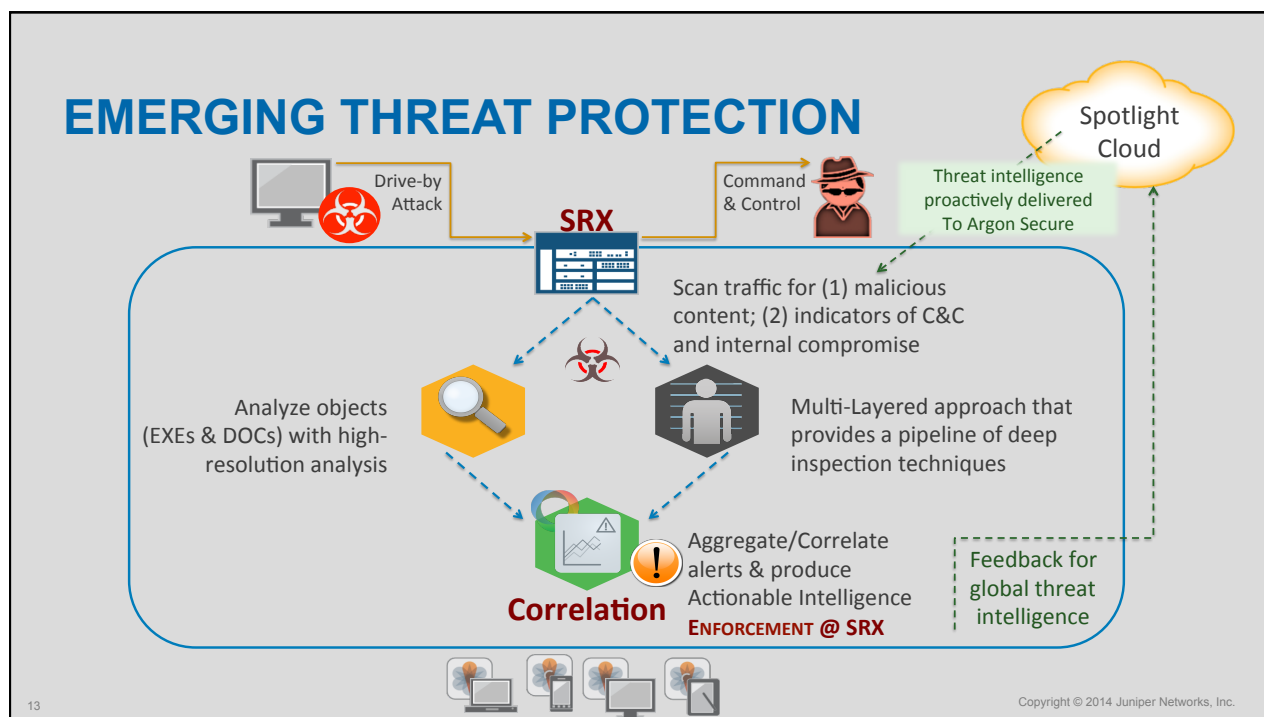 EMERGING THREAT PROTECTION
Spotlight
Cloud
Drive-by
Attack
SRX
Command
& Control
Threat intelligence
proactively delivered
To Argon Secure
Scan traffic for (1) malicious
content; (2) indicators of C&C
and internal compromise
Analyze objects
(EXEs & DOCs) with high-
resolution analysis
Multi-Layered approach that
provides a pipeline of deep
inspection techniques
Correlation
Aggregate/Correlate
alerts & produce
Actionable Intelligence
ENFORCEMENT @ SRX
Feedback for
global threat
intelligence
13
Copyright © 2014 Juniper Networks, Inc.